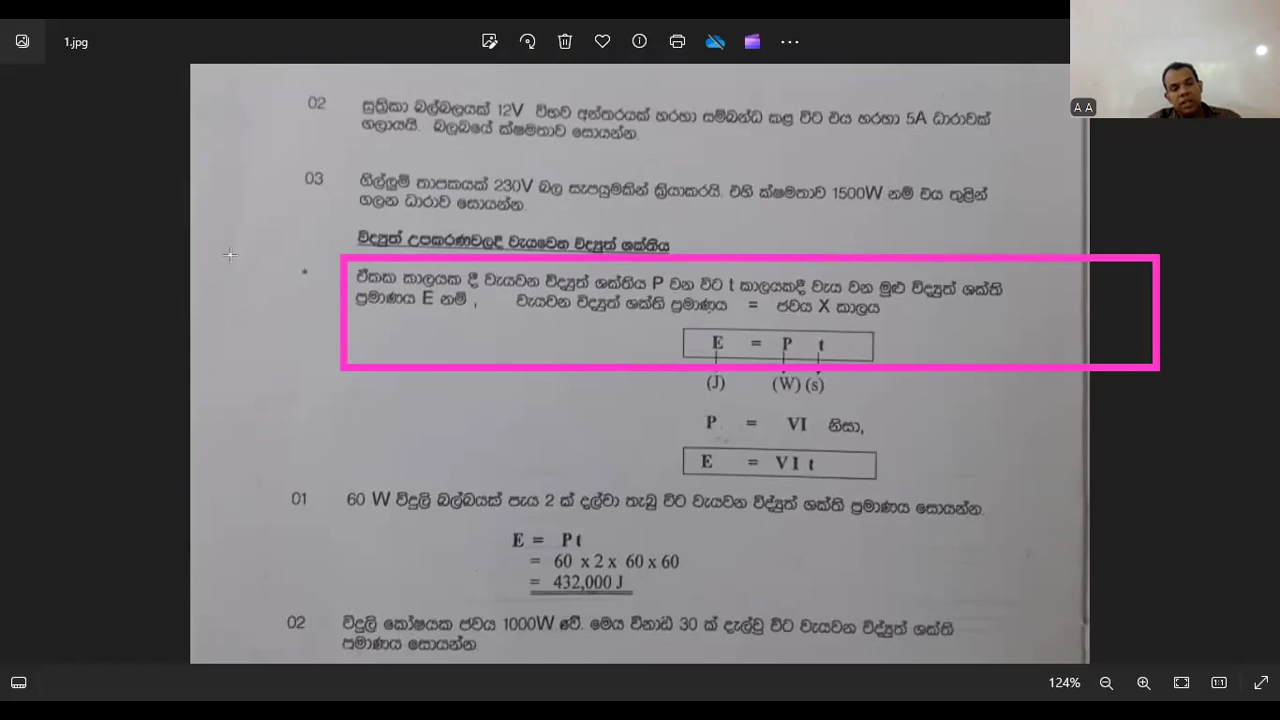 1.jpg
A A
02 සූත්‍රිකා බල්බලයක් 12V විභව අන්තරයක් හරහා සම්බන්ධ කළ විට එය හරහා 5A ධාරාවක්
ගලායයි. බලබයේ ක්ෂමතාව සොයන්න.
03 ගිල්ලුම් තාපකයක් 230V බල සැපයුමකින් ක්‍රියාකරයි. එහි ක්ෂමතාව 1500W නම් එය තුළින්
ගලන ධාරාව සොයන්න.
විද්‍යුත් උපකරණවලදී වැයවෙන විද්‍යුත් ශක්තිය
* ඒකක කාලයක දී වැයවන විද්‍යුත් ශක්තිය P වන විට t කාලයකදී වැය වන මුළු විද්‍යුත් ශක්ති
ප්‍රමාණය E නම් , වැයවන විද්‍යුත් ශක්ති ප්‍රමාණය = ජවය X කාලය
E = P t
(J) (W) (s)
P = VI නිසා,
E = V I t
01 60 W විදුලි බල්බයක් පැය 2 ක් දල්වා තැබූ විට වැයවන විද්‍යුත් ශක්ති ප්‍රමාණය සොයන්න.
E = P t
= 60 x 2 x 60 x 60
= 432,000 J
02 විදුලි කෝෂයක ජවය 1000W වේ. මෙය විනාඩි 30 ක් දැල්වු විට වැයවන විද්‍යුත් ශක්ති
ප්‍රමාණය සොයන්න.
124%
1:1